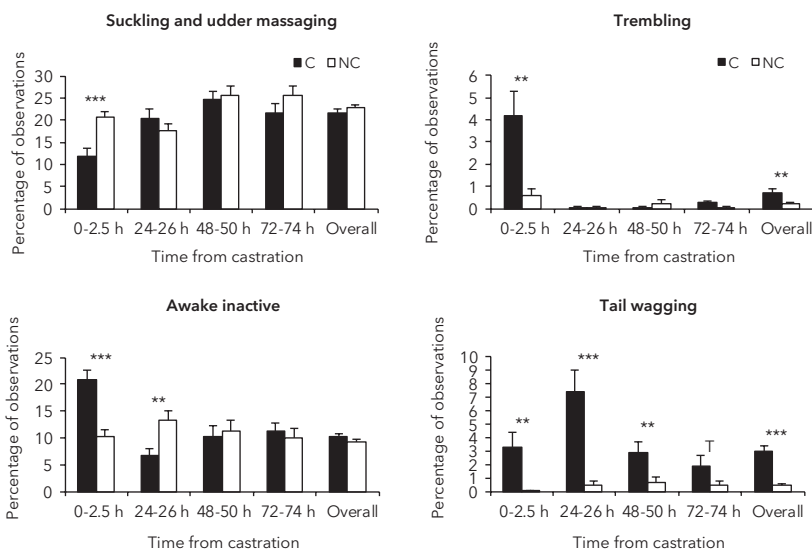 Suckling and udder massaging
Percentage of observations
C NC
30
25
20
15
10
5
0
***
0-2.5 h 24-26 h 48-50 h 72-74 h Overall
Time from castration
Trembling
Percentage of observations
C NC
6
5
4
3
2
1
0
**
**
0-2.5 h 24-26 h 48-50 h 72-74 h Overall
Time from castration
Awake inactive
Percentage of observations
25
20
15
10
5
0
***
**
0-2.5 h 24-26 h 48-50 h 72-74 h Overall
Time from castration
Tail wagging
Percentage of observations
10
9
8
7
6
5
4
3
2
1
0
**
***
**
T
***
0-2.5 h 24-26 h 48-50 h 72-74 h Overall
Time from castration